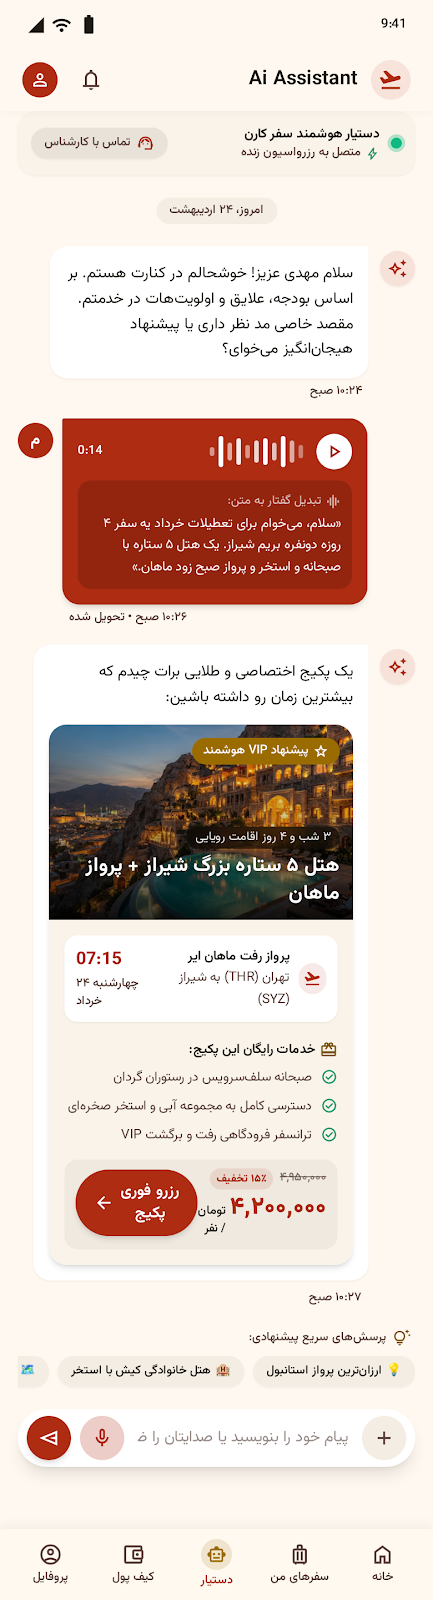 9:41
Ai Assistant
دستیار هوشمند سفر کارن
متصل به رزرواسیون زنده
تماس با کارشناس
امروز، ۲۴ اردیبهشت
سلام مهدی عزیز! خوشحالم در کنارت هستم. بر
اساس بودجه، علایق و اولویت‌هات در خدمتم.
مقصد خاصی مد نظر داری یا پیشنهاد
هیجان‌انگیز می‌خوای؟
۱۰:۲۴ صبح
م
0:14
تبدیل گفتار به متن:
«سلام، می‌خوام برای تعطیلات خرداد یه سفر ۴
روزه دونفره بریم شیراز. یک هتل ۵ ستاره با
صبحانه و استخر و پرواز صبح زود ماهان.»
۱۰:۲۶ صبح • تحویل شده
یک پکیج اختصاصی و طلایی برات چیدم که
بیشترین زمان رو داشته باشین:
پیشنهاد VIP هوشمند
۳ شب و ۴ روز اقامت رویایی
هتل ۵ ستاره بزرگ شیراز + پرواز
ماهان
پرواز رفت ماهان ایر
تهران (THR) به شیراز
(SYZ)
07:15
چهارشنبه ۲۴
خرداد
خدمات رایگان این پکیج:
صبحانه سلف‌سرویس در رستوران گردان
دسترسی کامل به مجموعه آبی و استخر صخره‌ای
ترانسفر فرودگاهی رفت و برگشت VIP
۴,۹۵۰,۰۰۰
۱۵٪ تخفیف
۴,۲۰۰,۰۰۰ تومان
/ نفر
رزرو فوری
پکیج
۱۰:۲۷ صبح
پرسش‌های سریع پیشنهادی:
💡 ارزان‌ترین پرواز استانبول
🏨 هتل خانوادگی کیش با استخر
🗺️
پیام خود را بنویسید یا صدایتان را ض
خانه
سفرهای من
دستیار
کیف پول
پروفایل